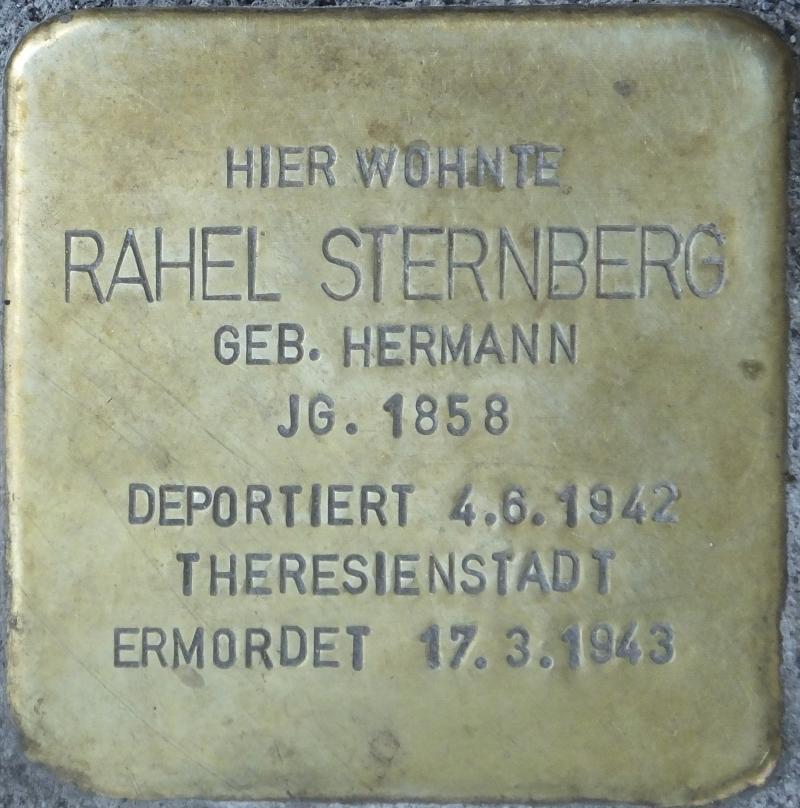 HIER WOHNTE
RAHEL STERNBERG
GEB. HERMANN
JG. 1858
DEPORTIERT 4.6.1942
THERESIENSTADT
ERMORDET 17.3.1943